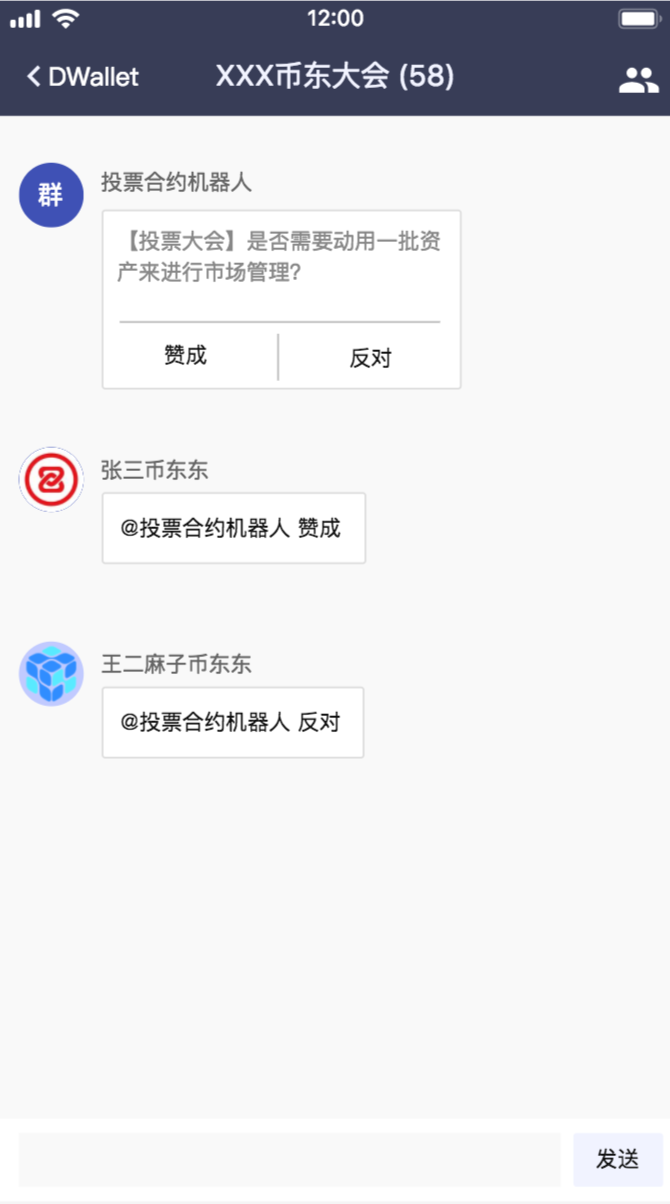 12:00
DWallet
XXX币东大会 (58)
群
投票合约机器人
【投票大会】是否需要动用一批资
产来进行市场管理?
赞成
反对
张三币东东
@投票合约机器人 赞成
王二麻子币东东
@投票合约机器人 反对
发送